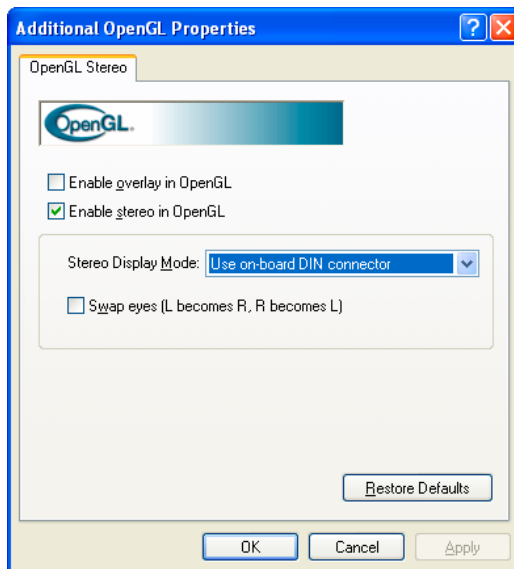 Additional OpenGL Properties
OpenGL Stereo
OpenGL.
Enable overlay in OpenGL
Enable stereo in OpenGL
Stereo Display Mode: Use on-board DIN connector
Swap eyes (L becomes R, R becomes L)
Restore Defaults
OK Cancel Apply